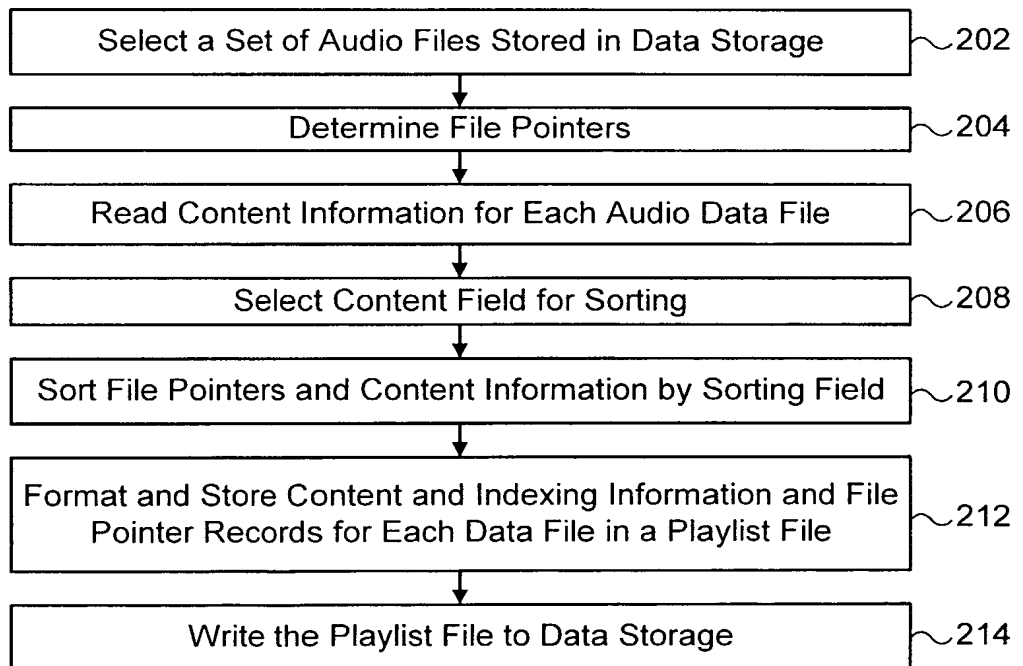 Select a Set of Audio Files Stored in Data Storage 202
Determine File Pointers 204
Read Content Information for Each Audio Data File 206
Select Content Field for Sorting 208
Sort File Pointers and Content Information by Sorting Field 210
Format and Store Content and Indexing Information and File
Pointer Records for Each Data File in a Playlist File 212
Write the Playlist File to Data Storage 214